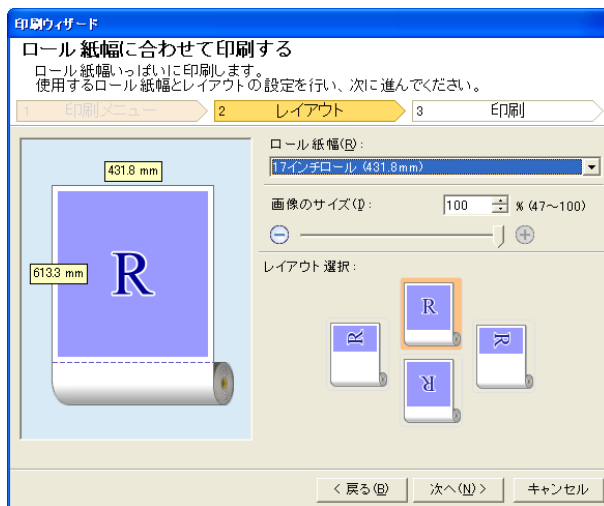 印刷ウィザード
ロール紙幅に合わせて印刷する
ロール紙幅いっぱいに印刷します。
使用するロール紙幅とレイアウトの設定を行い、次に進んでください。
1 印刷メニュー 2 レイアウト 3 印刷
ロール紙幅(R):
17インチロール (431.8mm)
431.8 mm
613.3 mm
R
画像のサイズ(I): 100 % (47～100)
レイアウト選択:
R
R
R
R
< 戻る(B) 次へ(N) > キャンセル